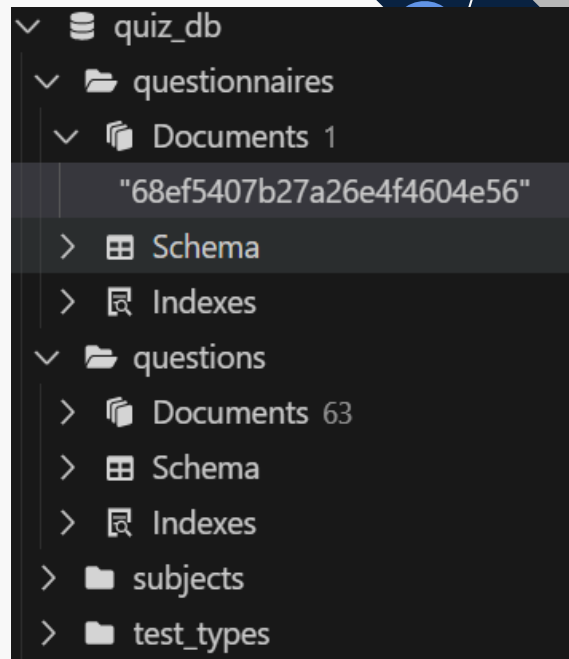 quiz_db
questionnaires
Documents 1
"68ef5407b27a26e4f4604e56"
Schema
Indexes
questions
Documents 63
Schema
Indexes
subjects
test_types